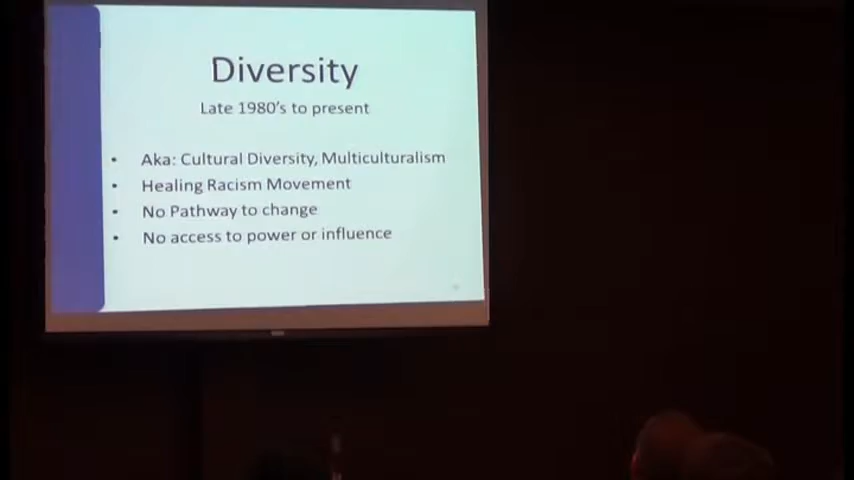 Diversity
Late 1980's to present
• Aka: Cultural Diversity, Multiculturalism
• Healing Racism Movement
• No Pathway to change
• No access to power or influence